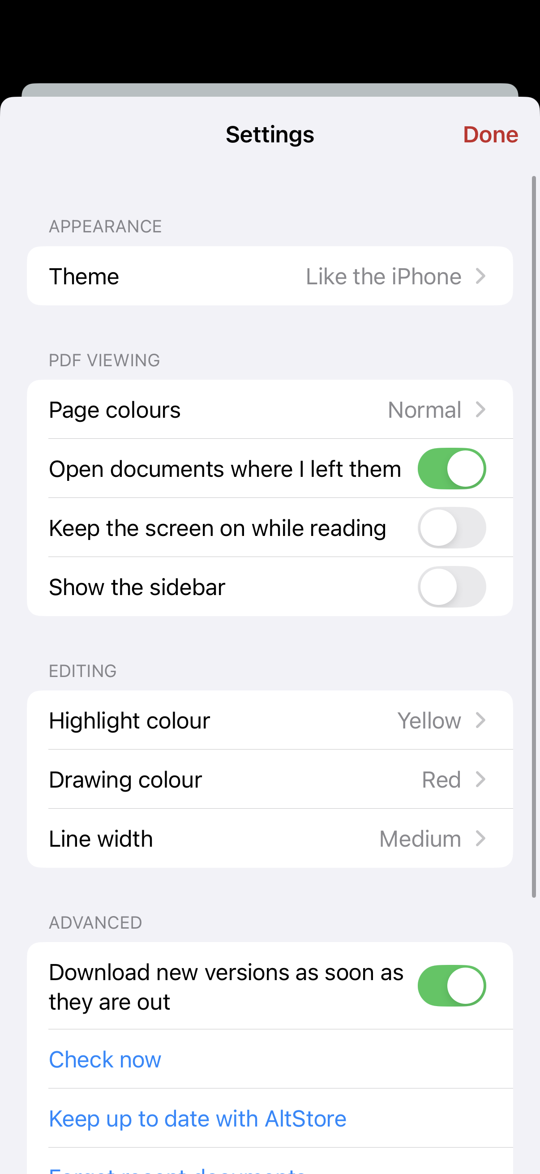 Settings
Done
APPEARANCE
Theme
Like the iPhone
PDF VIEWING
Page colours
Normal
Open documents where I left them
Keep the screen on while reading
Show the sidebar
EDITING
Highlight colour
Yellow
Drawing colour
Red
Line width
Medium
ADVANCED
Download new versions as soon as
they are out
Check now
Keep up to date with AltStore